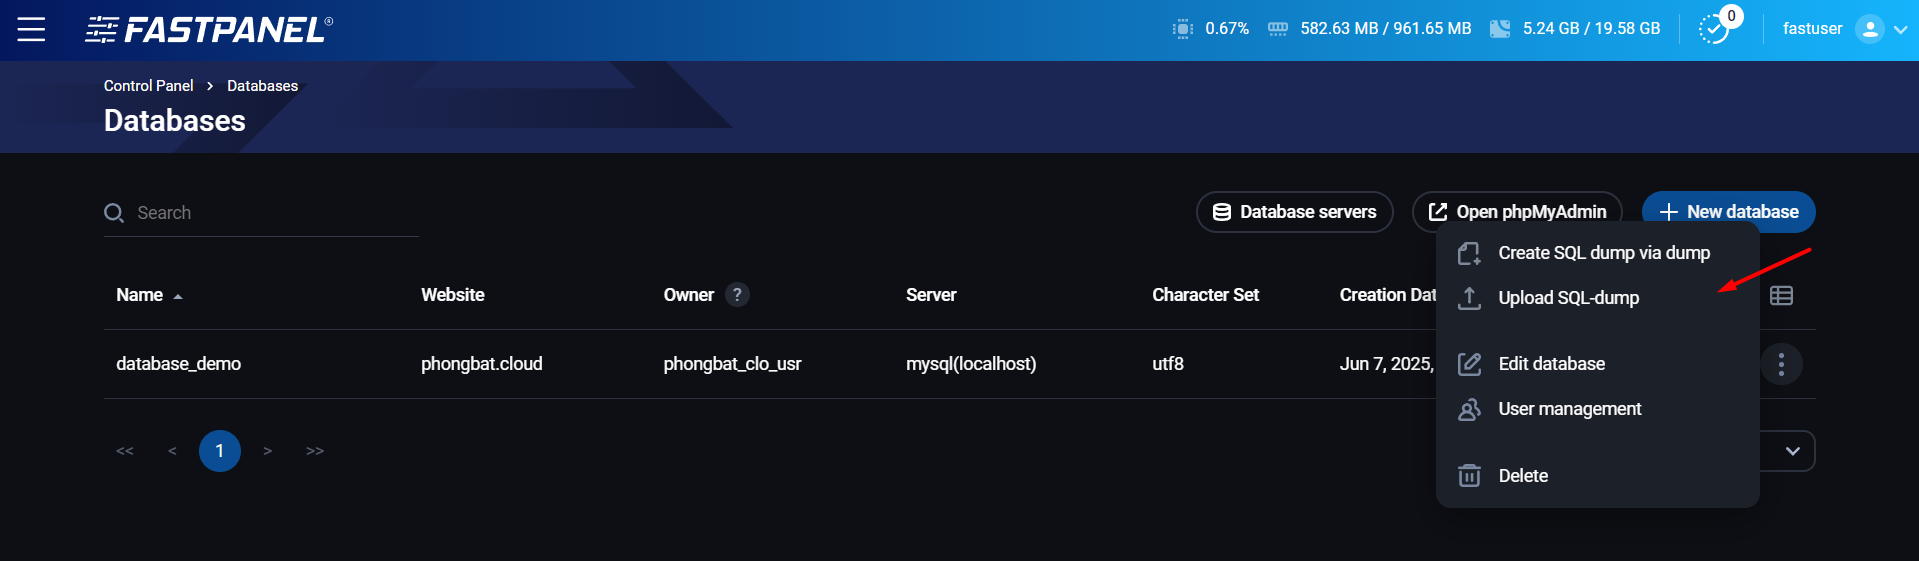 FASTPANEL®
0.67%
582.63 MB / 961.65 MB
5.24 GB / 19.58 GB
0
fastuser
Control Panel > Databases
Databases
Search
Database servers
Open phpMyAdmin
New database
Create SQL dump via dump
Upload SQL-dump
Edit database
User management
Delete
Name Website Owner ? Server Character Set Creation Dat
database_demo phongbat.cloud phongbat_clo_usr mysql(localhost) utf8 Jun 7, 2025,
<< < 1 > >>